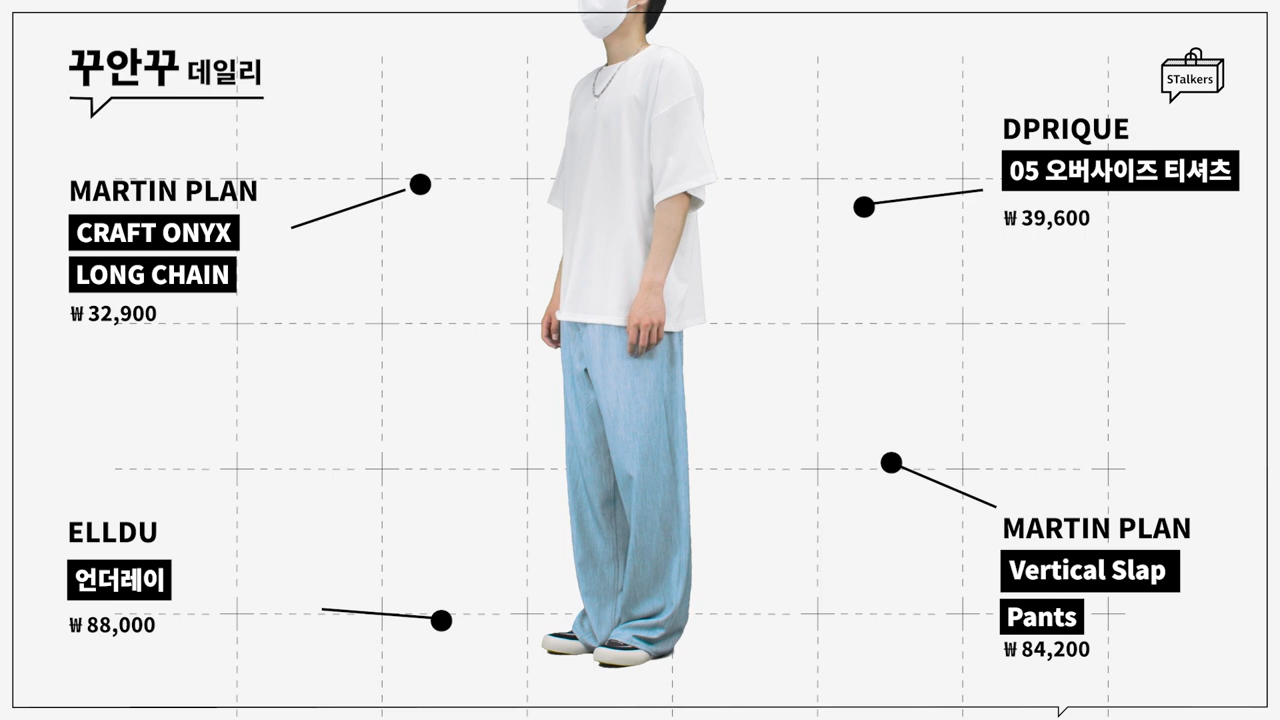 꾸안꾸 데일리
STalkers
MARTIN PLAN
CRAFT ONYX
LONG CHAIN
₩ 32,900
DPRIQUE
05 오버사이즈 티셔츠
₩ 39,600
ELLDU
언더레이
₩ 88,000
MARTIN PLAN
Vertical Slap
Pants
₩ 84,200